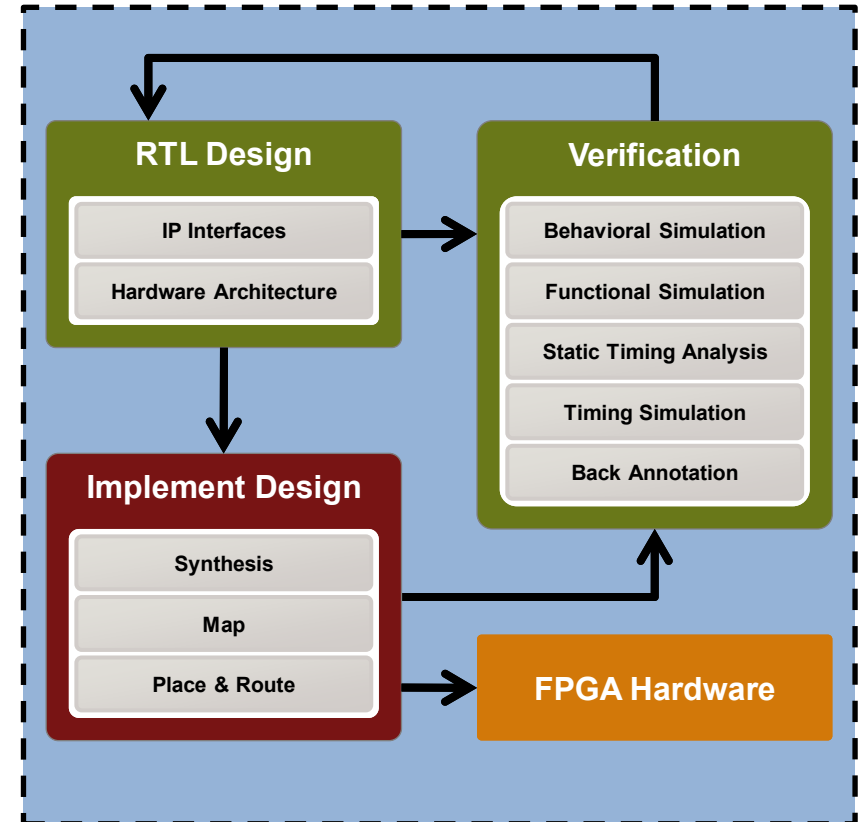 RTL Design
IP Interfaces
Hardware Architecture
Verification
Behavioral Simulation
Functional Simulation
Static Timing Analysis
Timing Simulation
Back Annotation
Implement Design
Synthesis
Map
Place & Route
FPGA Hardware